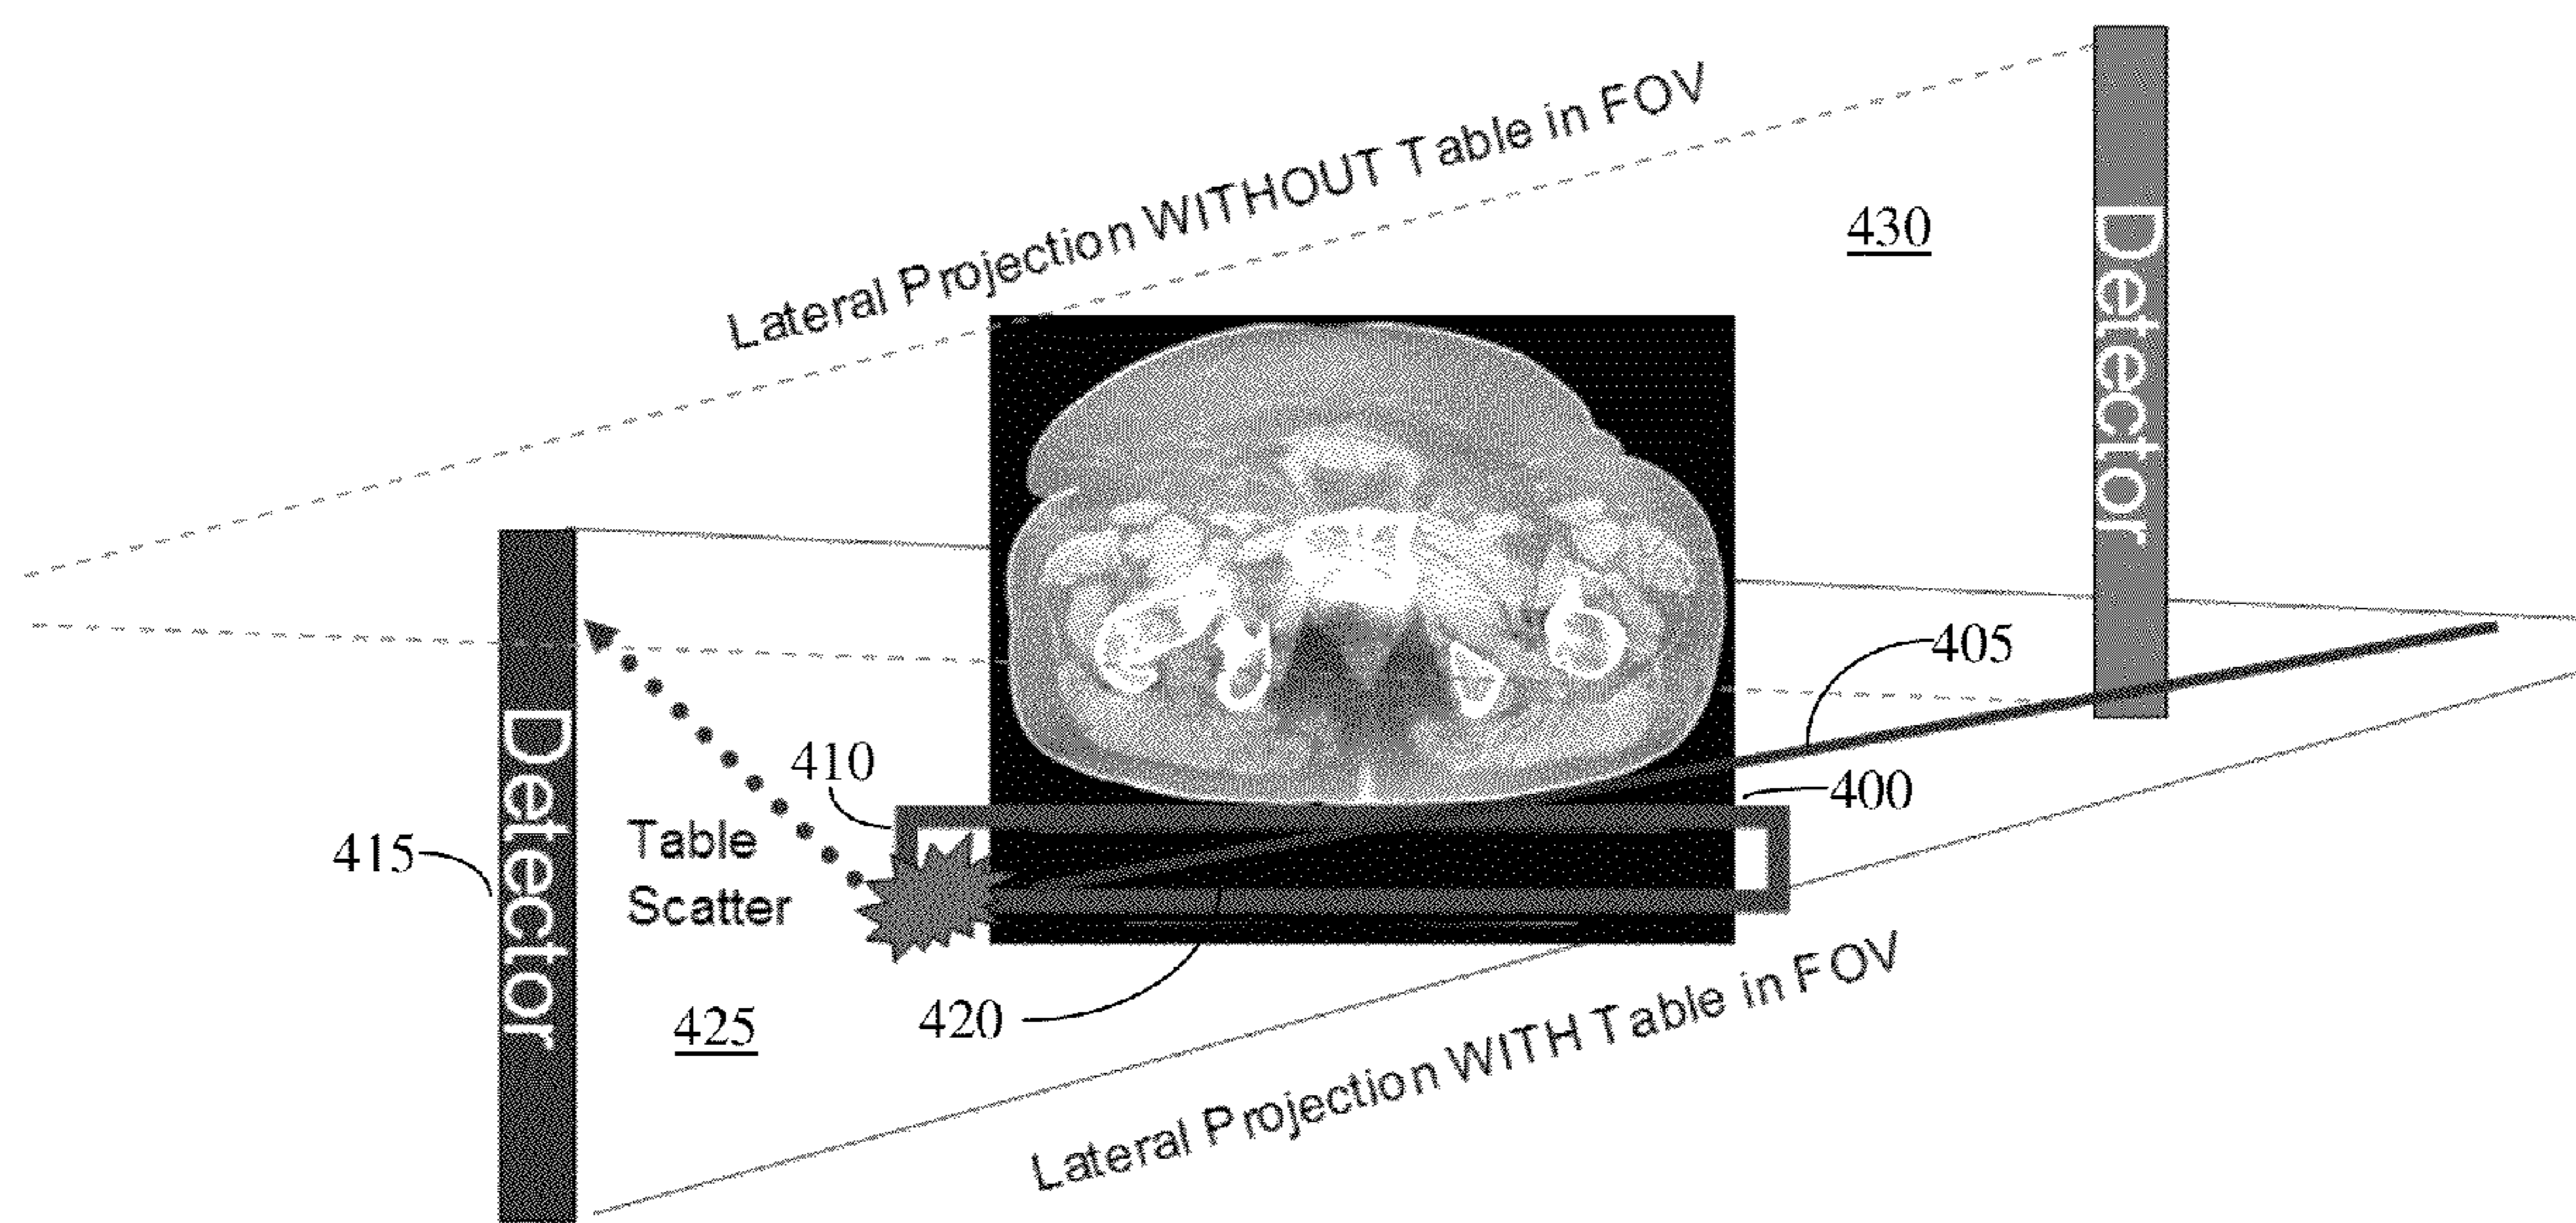 Lateral Projection WITHOUT Table in FOV
430
Detector
405
410
400
415
Detector
Table
Scatter
425
420
Lateral Projection WITH Table in FOV